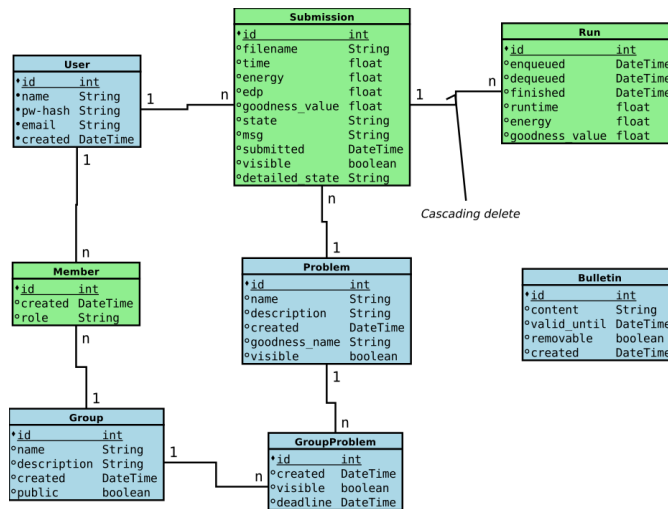 Submission
id int
filename String
time float
energy float
edp float
goodness_value float
state String
msg String
submitted DateTime
visible boolean
detailed_state String
Run
id int
enqueued DateTime
dequeued DateTime
finished DateTime
runtime float
energy float
goodness_value float
User
id int
name String
pw-hash String
email String
created DateTime
1
n
1
n
Cascading delete
1
n
n
1
Member
id int
created DateTime
role String
Problem
id int
name String
description String
created DateTime
goodness_name String
visible boolean
Bulletin
id int
content String
valid_until DateTime
removable boolean
created DateTime
n
1
1
n
Group
id int
name String
description String
created DateTime
public boolean
1
n
GroupProblem
id int
created DateTime
visible boolean
deadline DateTime